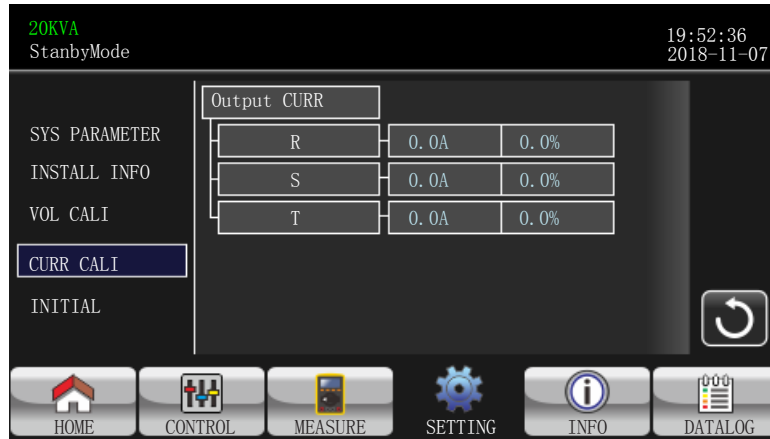 20KVA
StanbyMode
19:52:36
2018-11-07
SYS PARAMETER
INSTALL INFO
VOL CALI
CURR CALI
INITIAL
Output CURR
R 0.0A 0.0%
S 0.0A 0.0%
T 0.0A 0.0%
HOME CONTROL MEASURE SETTING INFO DATALOG